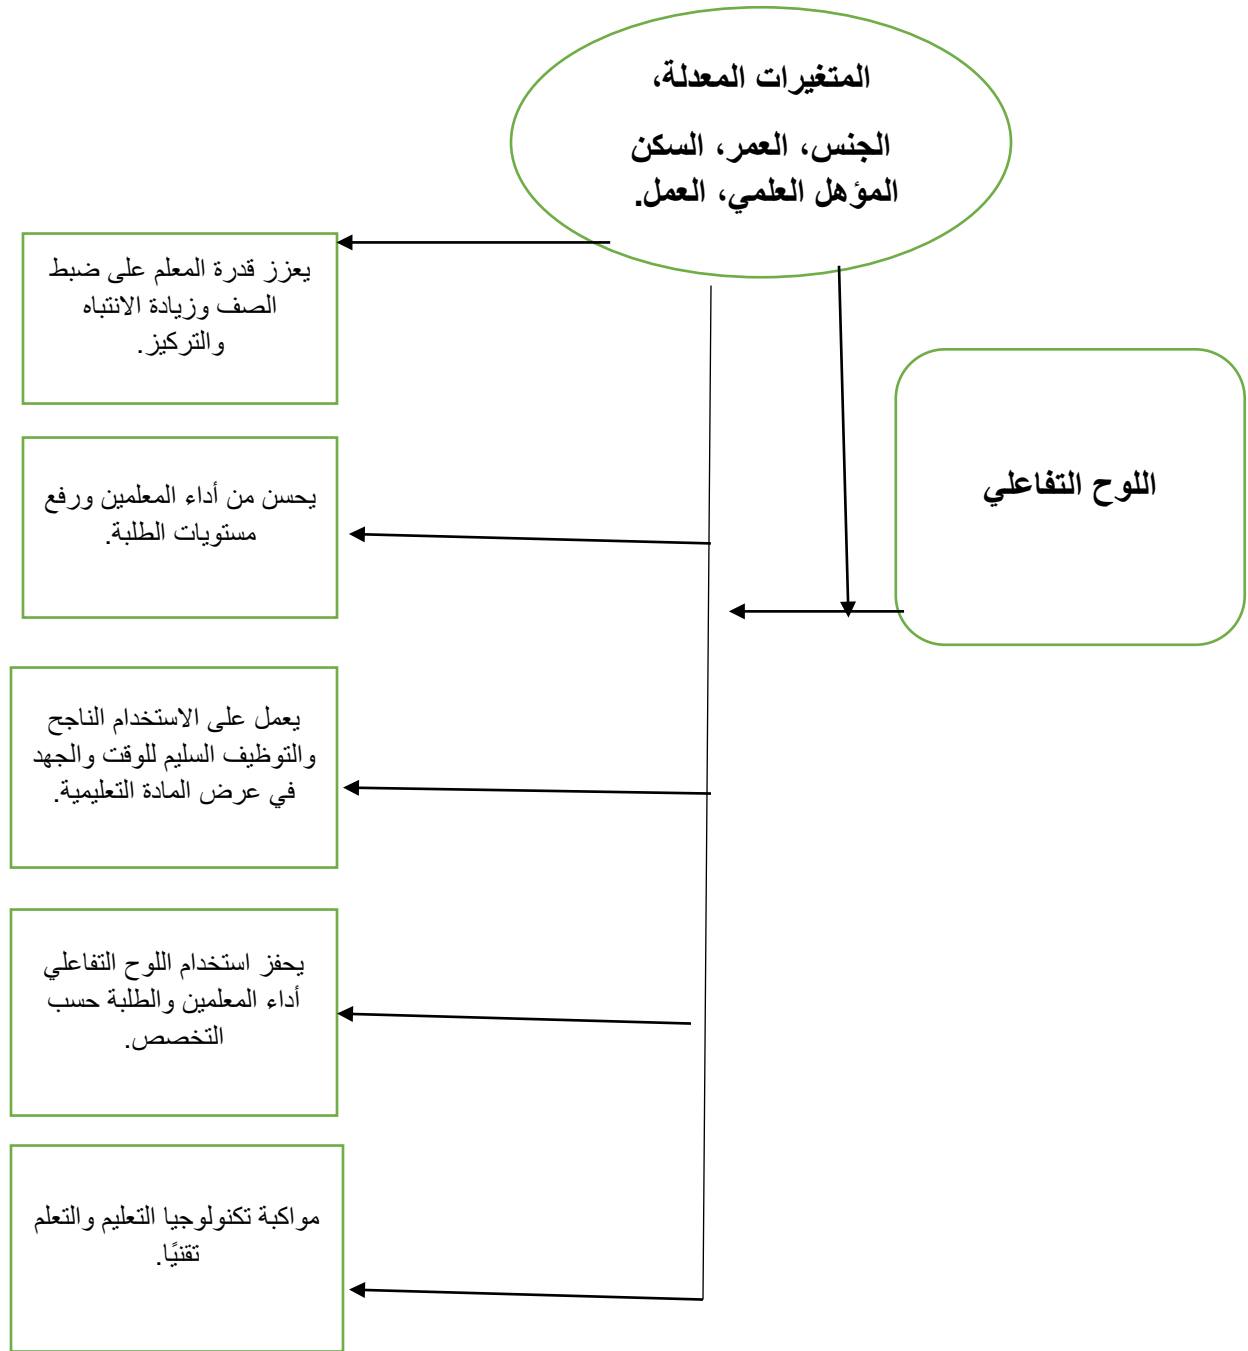 المتغيرات المعدلة،
الجنس، العمر، السكن
المؤهل العلمي، العمل.
يعزز قدرة المعلم على ضبط
الصف وزيادة الانتباه
والتركيز.
اللوح التفاعلي
يحسن من أداء المعلمين ورفع
مستويات الطلبة.
يعمل على الاستخدام الناجح
والتوظيف السليم للوقت والجهد
في عرض المادة التعليمية.
يحفز استخدام اللوح التفاعلي
أداء المعلمين والطلبة حسب
التخصص.
مواكبة تكنولوجيا التعليم والتعلم
تقنيًا.